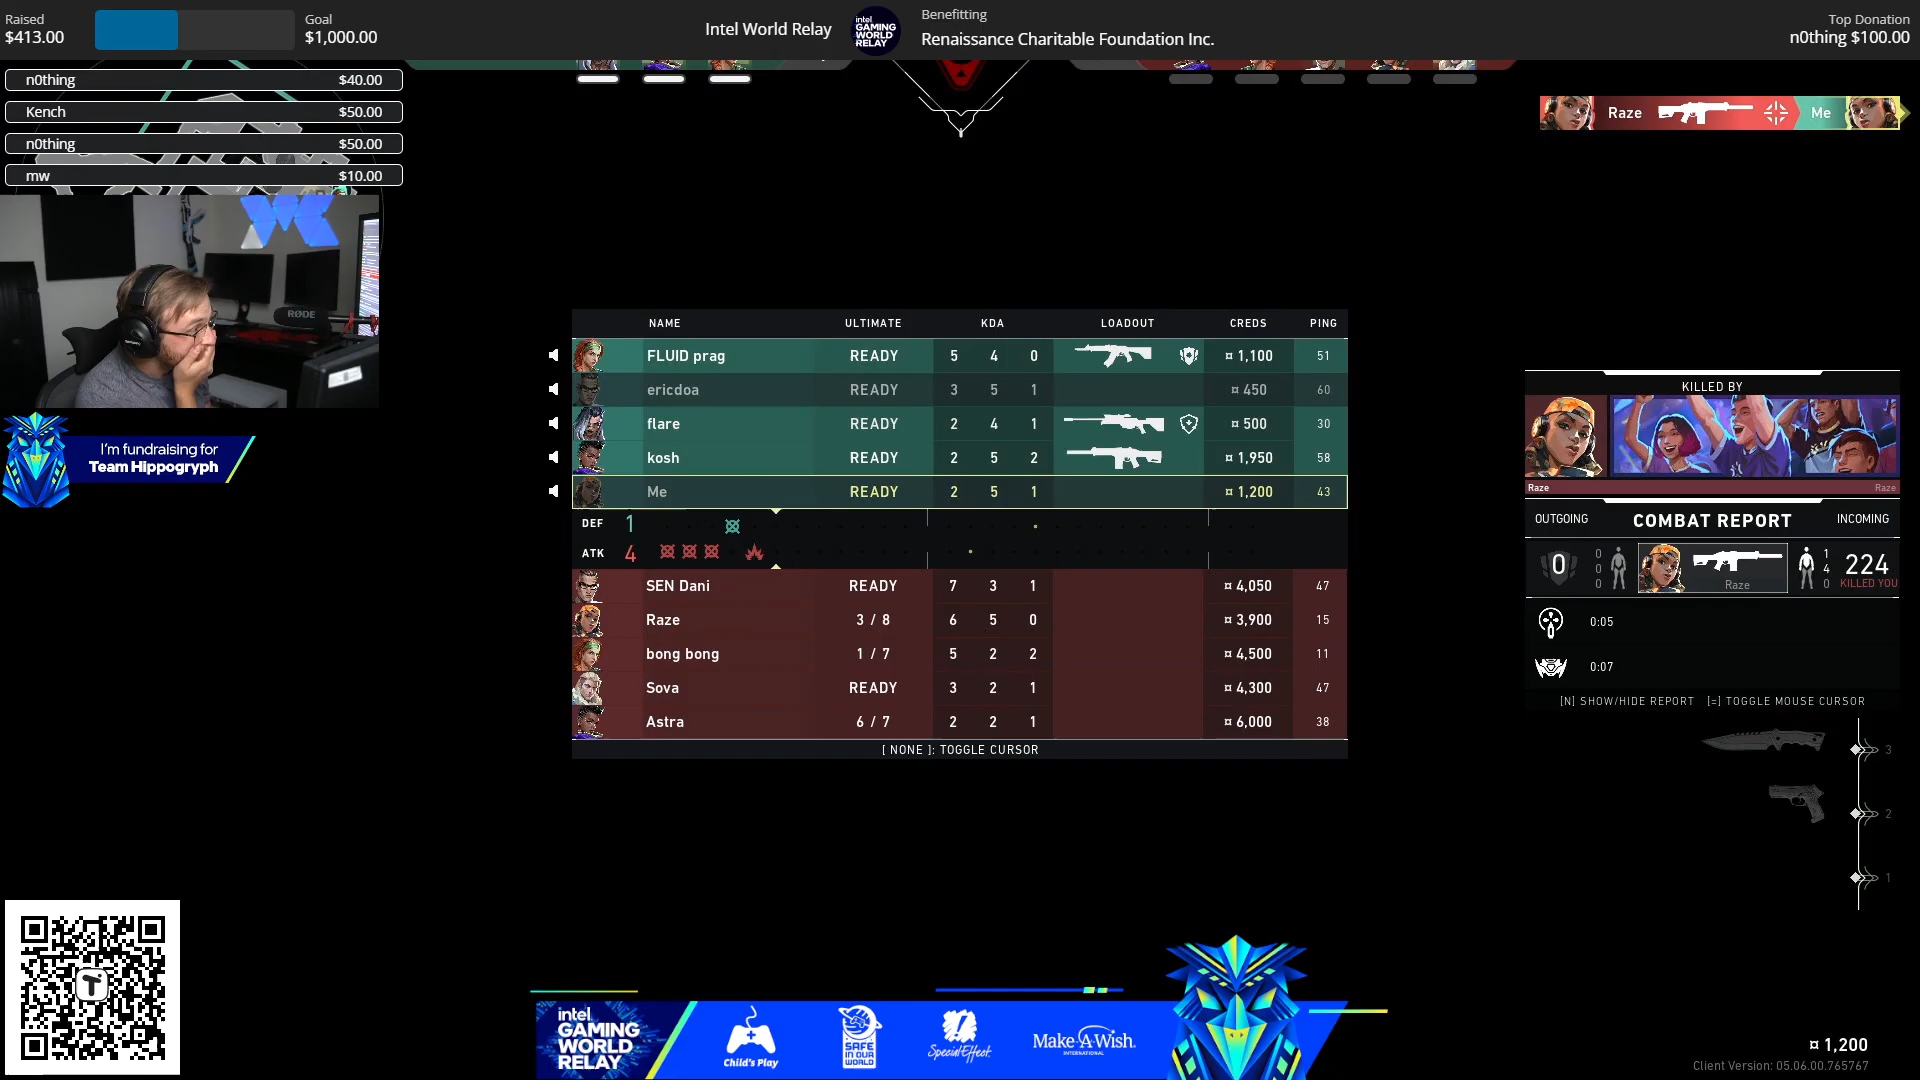 Raised
$413.00
Goal
$1,000.00
Intel World Relay
intel GAMING WORLD RELAY
Benefitting
Renaissance Charitable Foundation Inc.
Top Donation
n0thing $100.00
n0thing $40.00
Kench $50.00
n0thing $50.00
mw $10.00
RØDE
I'm fundraising for
Team Hippogryph
Raze Me
NAME ULTIMATE KDA LOADOUT CREDS PING
FLUID prag READY 5 4 0 ¤ 1,100 51
ericdoa READY 3 5 1 ¤ 450 60
flare READY 2 4 1 ¤ 500 30
kosh READY 2 5 2 ¤ 1,950 58
Me READY 2 5 1 ¤ 1,200 43
DEF 1
ATK 4
SEN Dani READY 7 3 1 ¤ 4,050 47
Raze 3 / 8 6 5 0 ¤ 3,900 15
bong bong 1 / 7 5 2 2 ¤ 4,500 11
Sova READY 3 2 1 ¤ 4,300 47
Astra 6 / 7 2 2 1 ¤ 6,000 38
[ NONE ]: TOGGLE CURSOR
KILLED BY
Raze Raze
OUTGOING COMBAT REPORT INCOMING
0 0 0 0 Raze 1 4 0 224
KILLED YOU
0:05
0:07
[N] SHOW/HIDE REPORT [=] TOGGLE MOUSE CURSOR
3
2
1
T
intel
GAMING
WORLD
RELAY
Child's Play
SAFE IN OUR WORLD
SpecialEffect
Make-A-Wish.
INTERNATIONAL
¤ 1,200
Client Version: 05.06.00.765767